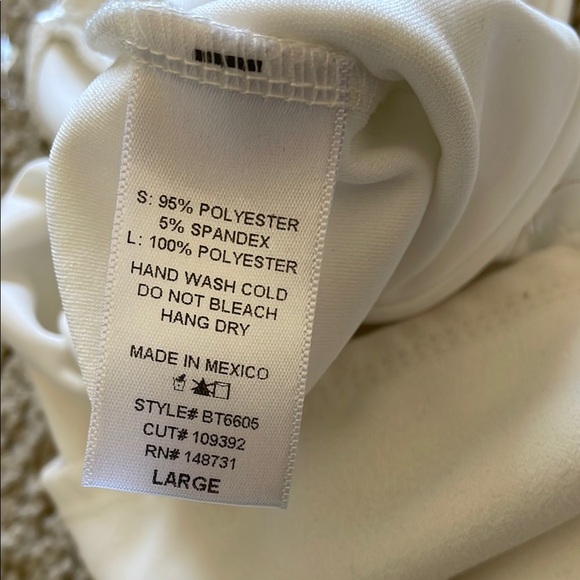 S: 95% POLYESTER
5% SPANDEX
L: 100% POLYESTER
HAND WASH COLD
DO NOT BLEACH
HANG DRY
MADE IN MEXICO
STYLE# BT6605
CUT# 109392
RN# 148731
LARGE